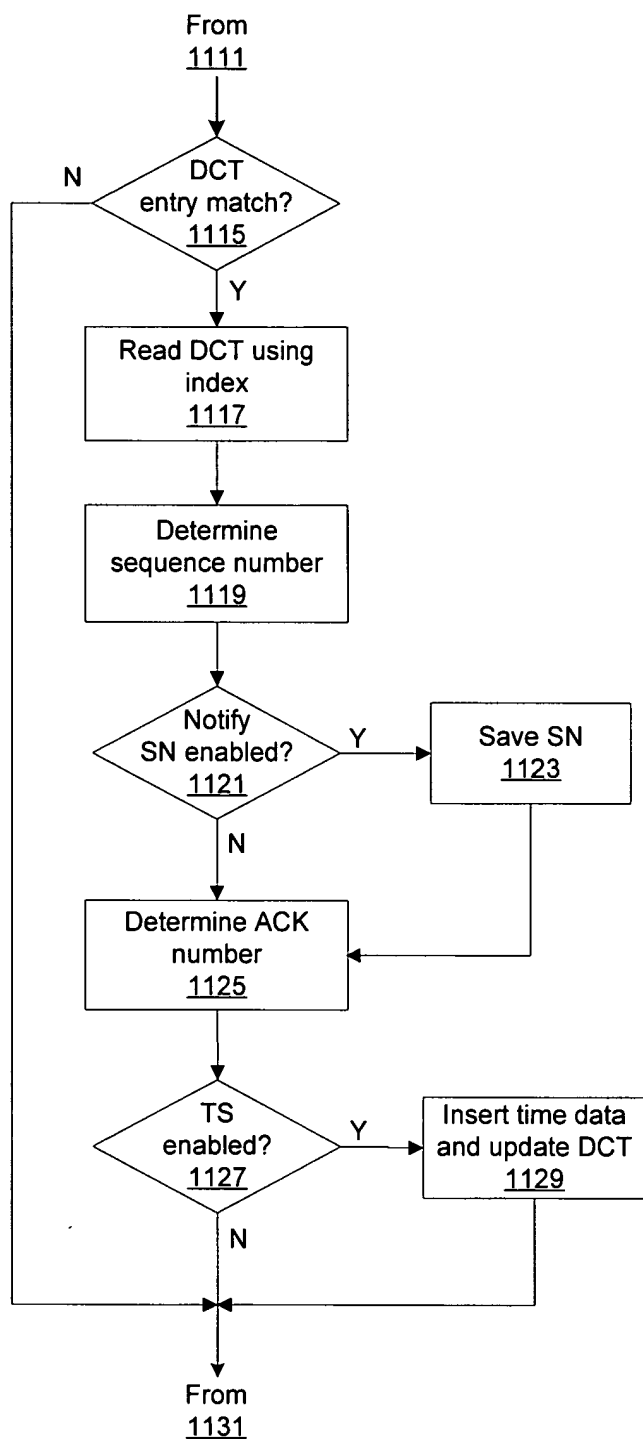 From
1111
DCT
entry match?
1115
N
Y
Read DCT using
index
1117
Determine
sequence number
1119
Notify
SN enabled?
1121
Y
Save SN
1123
N
Determine ACK
number
1125
TS
enabled?
1127
Y
Insert time data
and update DCT
1129
N
From
1131